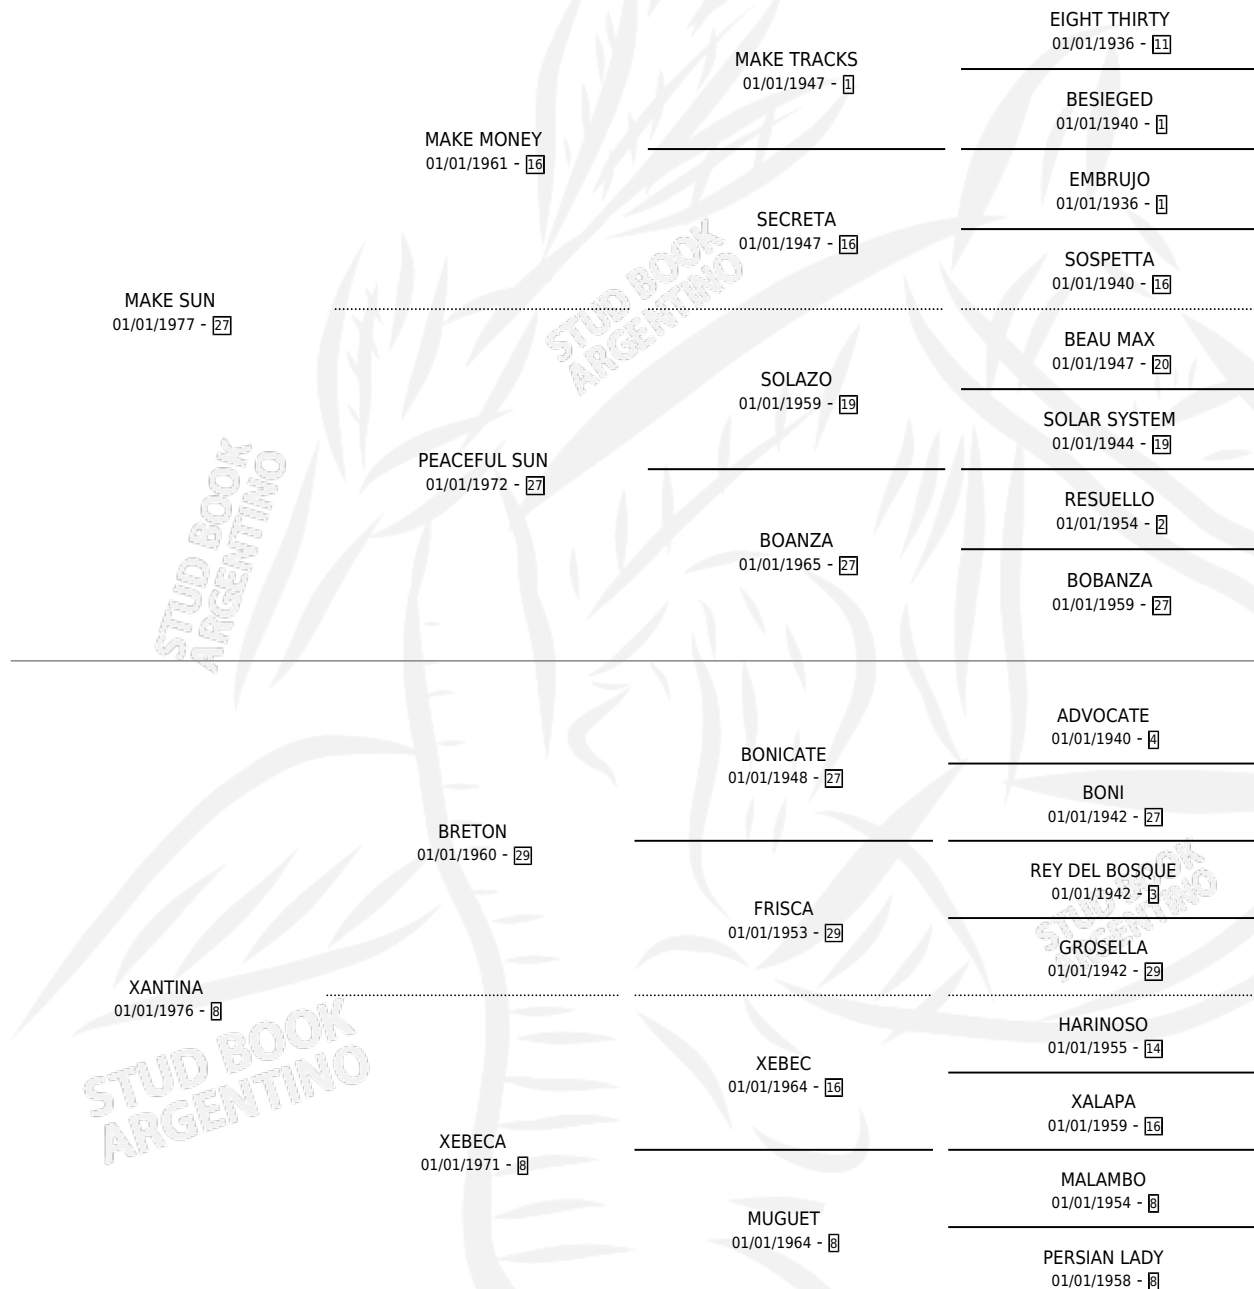 EIGHT THIRTY
01/01/1936 - 11
MAKE TRACKS
01/01/1947 - 1
BESIEGED
01/01/1940 - 1
MAKE MONEY
01/01/1961 - 16
EMBRUJO
01/01/1936 - 1
SECRETA
01/01/1947 - 16
SOSPETTA
01/01/1940 - 16
MAKE SUN
01/01/1977 - 27
BEAU MAX
01/01/1947 - 20
SOLAZO
01/01/1959 - 19
SOLAR SYSTEM
01/01/1944 - 19
PEACEFUL SUN
01/01/1972 - 27
RESUELLO
01/01/1954 - 2
BOANZA
01/01/1965 - 27
BOBANZA
01/01/1959 - 27
ADVOCATE
01/01/1940 - 4
BONICATE
01/01/1948 - 27
BONI
01/01/1942 - 27
BRETON
01/01/1960 - 29
REY DEL BOSQUE
01/01/1942 - 3
FRISCA
01/01/1953 - 29
GROSELLA
01/01/1942 - 29
XANTINA
01/01/1976 - 8
HARINOSO
01/01/1955 - 14
XEBEC
01/01/1964 - 16
XALAPA
01/01/1959 - 16
XEBECA
01/01/1971 - 8
MALAMBO
01/01/1954 - 8
MUGUET
01/01/1964 - 8
PERSIAN LADY
01/01/1958 - 8
STUD BOOK
ARGENTINO
STUD BOOK
ARGENTINO
STUD BOOK
ARGENTINO
STUD BOOK
ARGENTINO